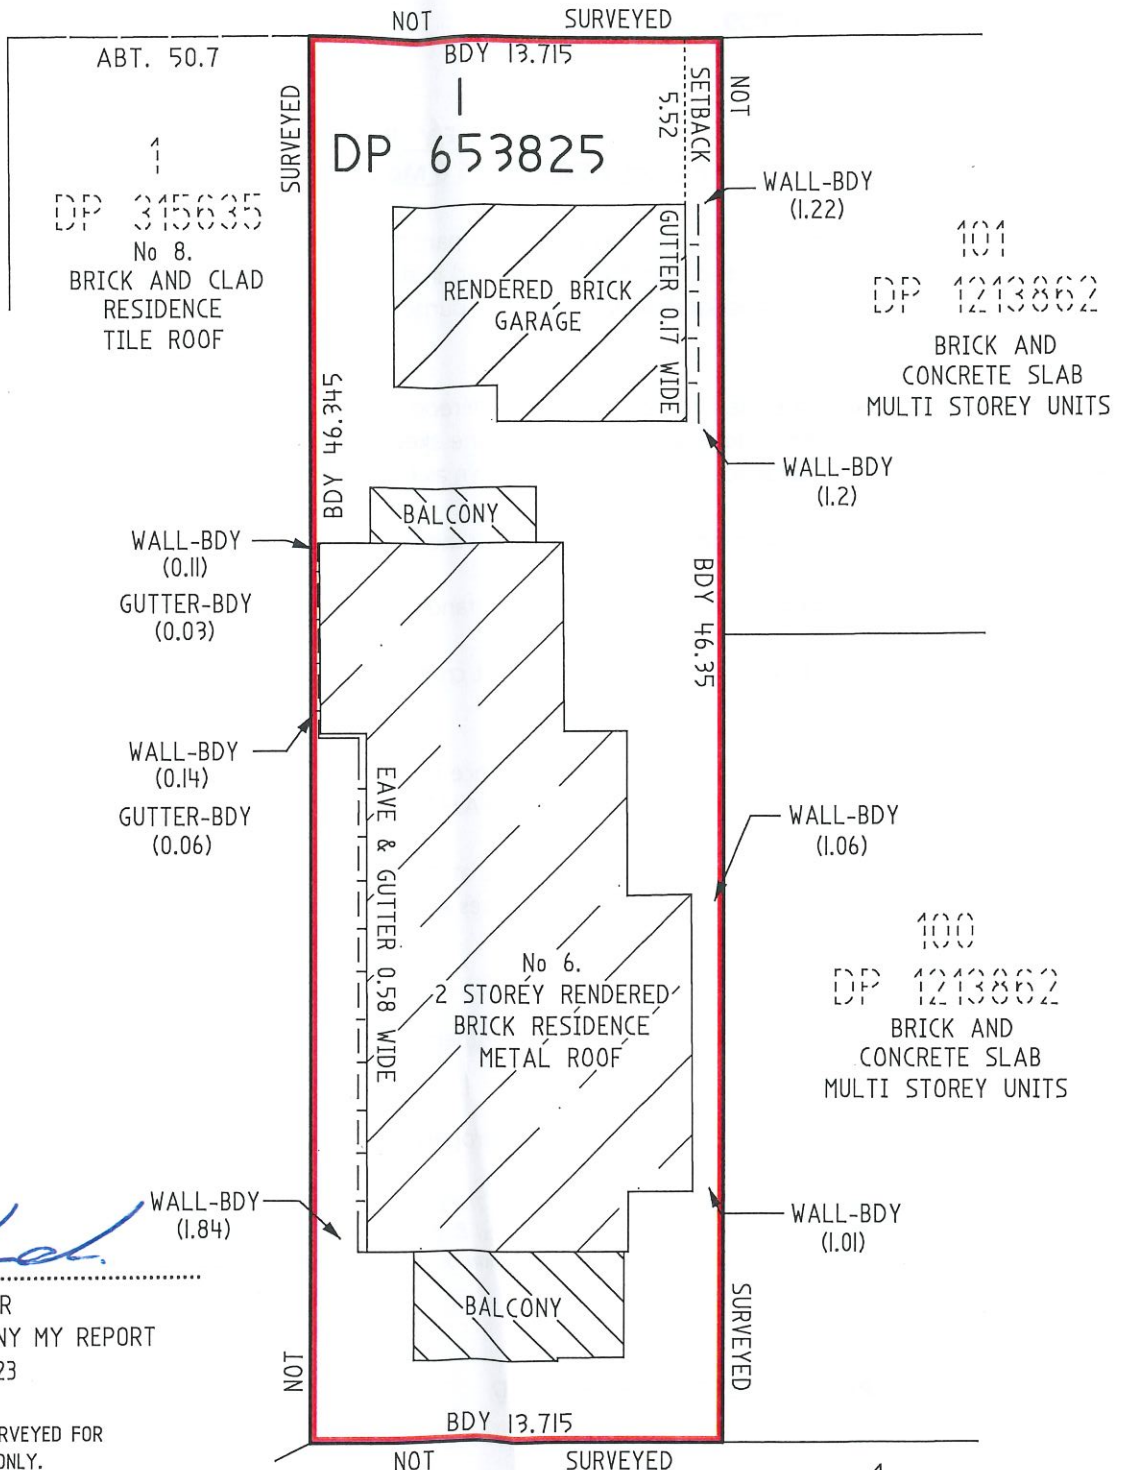 NOT SURVEYED
ABT. 50.7
BDY 13.715
SURVEYED
1
DP 653825
SETBACK
5.52
NOT
1
DP 315635
No 8.
BRICK AND CLAD
RESIDENCE
TILE ROOF
WALL-BDY
(1.22)
101
DP 1213862
BRICK AND
CONCRETE SLAB
MULTI STOREY UNITS
RENDERED BRICK
GARAGE
GUTTER 0.17 WIDE
BDY 46.345
WALL-BDY
(1.2)
BALCONY
WALL-BDY
(0.11)
GUTTER-BDY
(0.03)
BDY 46.35
WALL-BDY
(0.14)
GUTTER-BDY
(0.06)
EAVE & GUTTER 0.58 WIDE
WALL-BDY
(1.06)
No 6.
2 STOREY RENDERED
BRICK RESIDENCE
METAL ROOF
100
DP 1213862
BRICK AND
CONCRETE SLAB
MULTI STOREY UNITS
WALL-BDY
(1.84)
WALL-BDY
(1.01)
BALCONY
R
NY MY REPORT
23
NOT
SURVEYED
RVEYED FOR
ONLY.
BDY 13.715
NOT SURVEYED